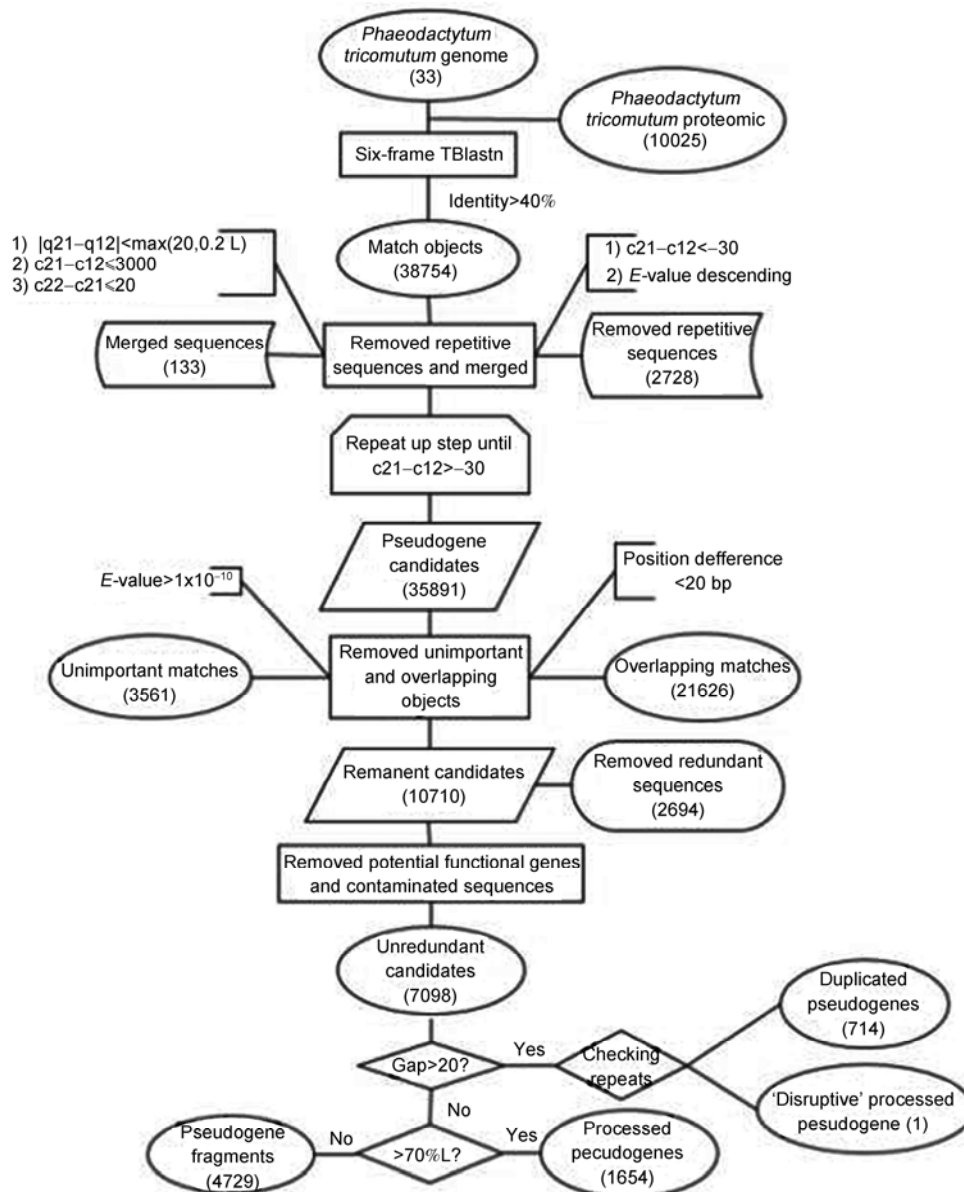 Phaeodactytum
tricomutum genome
(33)
Phaeodactytum
tricomutum proteomic
(10025)
Six-frame TBlastn
Identity>40%
Match objects
(38754)
1) |q21−q12|<max(20,0.2 L)
2) c21−c12⩽3000
3) c22−c21⩽20
1) c21−c12<−30
2) E-value descending
Merged sequences
(133)
Removed repetitive
sequences and merged
Removed repetitive
sequences
(2728)
Repeat up step until
c21−c12>−30
Pseudogene
candidates
(35891)
E-value>1x10⁻¹⁰
Position defference
<20 bp
Unimportant matches
(3561)
Removed unimportant
and overlapping
objects
Overlapping matches
(21626)
Remanent candidates
(10710)
Removed redundant
sequences
(2694)
Removed potential functional genes
and contaminated sequences
Unredundant
candidates
(7098)
Duplicated
pseudogenes
(714)
Gap>20?
Yes
Checking
repeats
'Disruptive' processed
pesudogene (1)
No
Pseudogene
fragments
(4729)
No
>70%L?
Yes
Processed
pecudogenes
(1654)